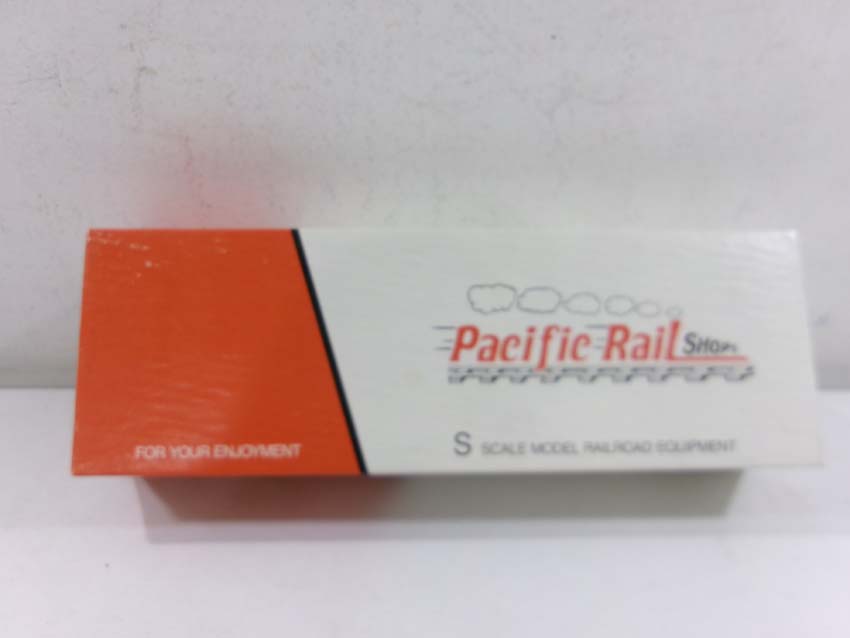 Pacific Rail Shops
S SCALE MODEL RAILROAD EQUIPMENT
FOR YOUR ENJOYMENT